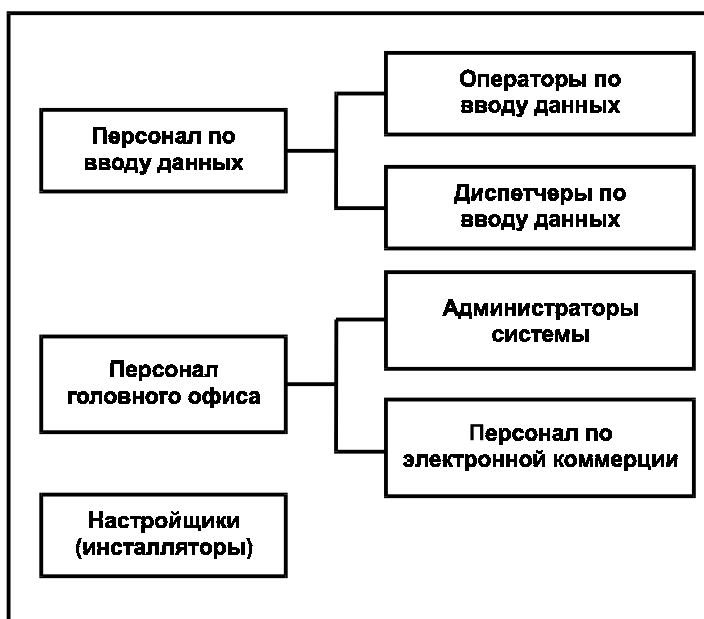 Персонал по
вводу данных
Операторы по
вводу данных
Диспетчеры по
вводу данных
Персонал
головного офиса
Администраторы
системы
Персонал по
электронной коммерции
Настройщики
(инсталляторы)